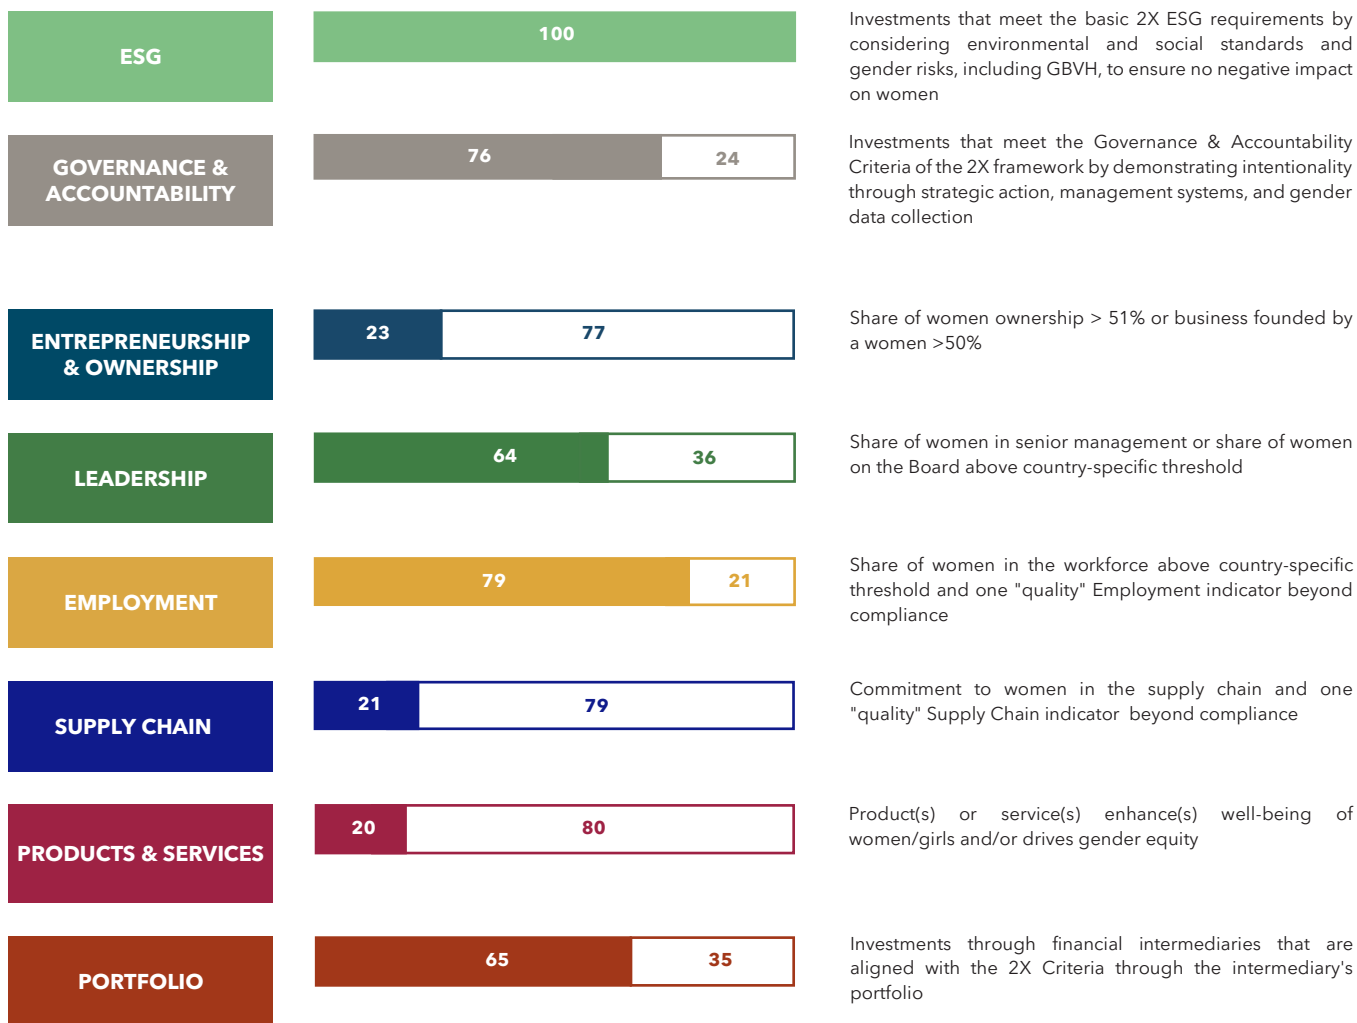 ESG
100
Investments that meet the basic 2X ESG requirements by
considering environmental and social standards and
gender risks, including GBVH, to ensure no negative impact
on women
GOVERNANCE &
ACCOUNTABILITY
76
24
Investments that meet the Governance & Accountability
Criteria of the 2X framework by demonstrating intentionality
through strategic action, management systems, and gender
data collection
ENTREPRENEURSHIP
& OWNERSHIP
23
77
Share of women ownership > 51% or business founded by
a women >50%
LEADERSHIP
64
36
Share of women in senior management or share of women
on the Board above country-specific threshold
EMPLOYMENT
79
21
Share of women in the workforce above country-specific
threshold and one "quality" Employment indicator beyond
compliance
SUPPLY CHAIN
21
79
Commitment to women in the supply chain and one
"quality" Supply Chain indicator beyond compliance
PRODUCTS & SERVICES
20
80
Product(s) or service(s) enhance(s) well-being of
women/girls and/or drives gender equity
PORTFOLIO
65
35
Investments through financial intermediaries that are
aligned with the 2X Criteria through the intermediary's
portfolio